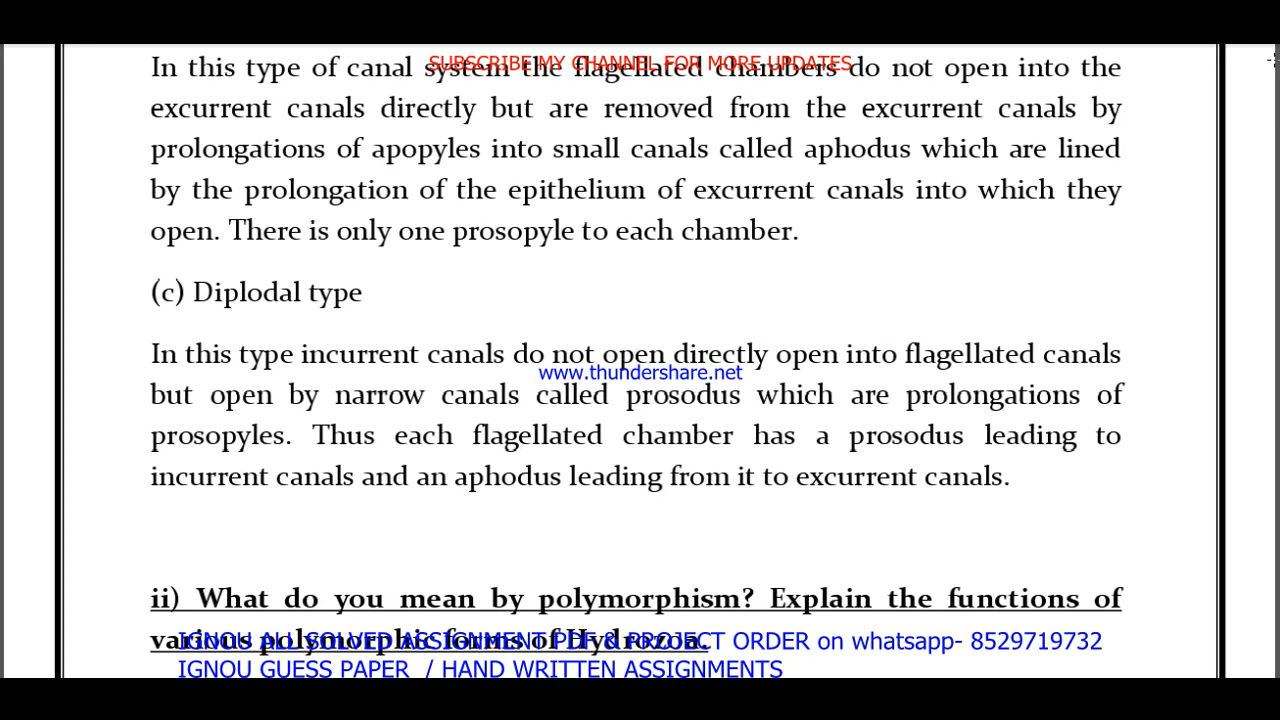 SUBSCRIBE MY CHANNEL FOR MORE UPDATES
In this type of canal system the flagellated chambers do not open into the
excurrent canals directly but are removed from the excurrent canals by
prolongations of apopyles into small canals called aphodus which are lined
by the prolongation of the epithelium of excurrent canals into which they
open. There is only one prosopyle to each chamber.
(c) Diplodal type
In this type incurrent canals do not open directly open into flagellated canals
www.thundershare.net
but open by narrow canals called prosodus which are prolongations of
prosopyles. Thus each flagellated chamber has a prosodus leading to
incurrent canals and an aphodus leading from it to excurrent canals.
ii) What do you mean by polymorphism? Explain the functions of
various polymorphic forms of Hydrozoa.
IGNOU ALL SOLVED ASSIGNMENT PDF & PROJECT ORDER on whatsapp- 8529719732
IGNOU GUESS PAPER / HAND WRITTEN ASSIGNMENTS